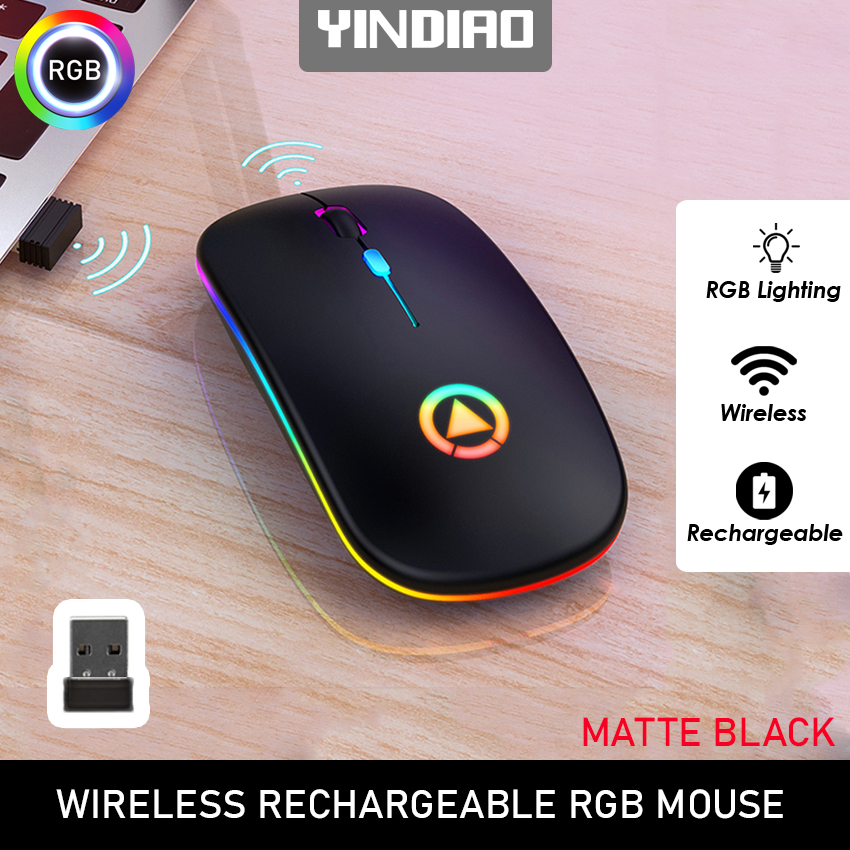 YINDIAO
RGB
RGB Lighting
Wireless
Rechargeable
MATTE BLACK
WIRELESS RECHARGEABLE RGB MOUSE